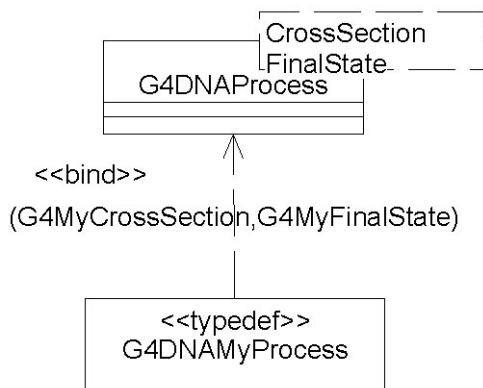 CrossSection
FinalState
G4DNAProcess
<<bind>>
(G4MyCrossSection,G4MyFinalState)
<<typedef>>
G4DNAMyProcess